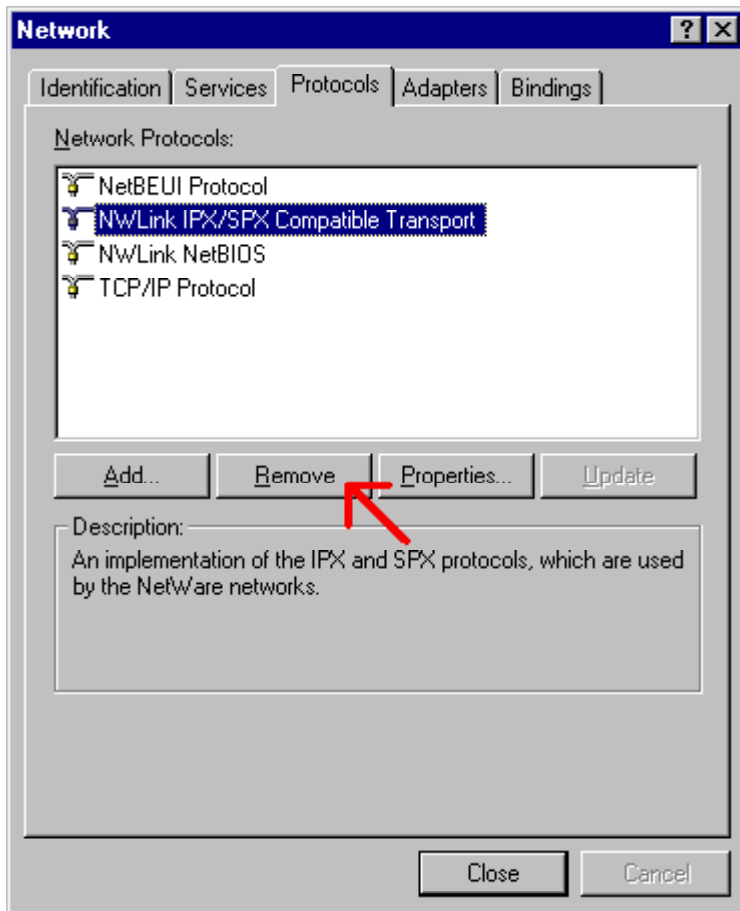 Network
Identification Services Protocols Adapters Bindings
Network Protocols:
NetBEUI Protocol
NWLink IPX/SPX Compatible Transport
NWLink NetBIOS
TCP/IP Protocol
Add... Remove Properties... Update
Description:
An implementation of the IPX and SPX protocols, which are used
by the NetWare networks.
Close Cancel